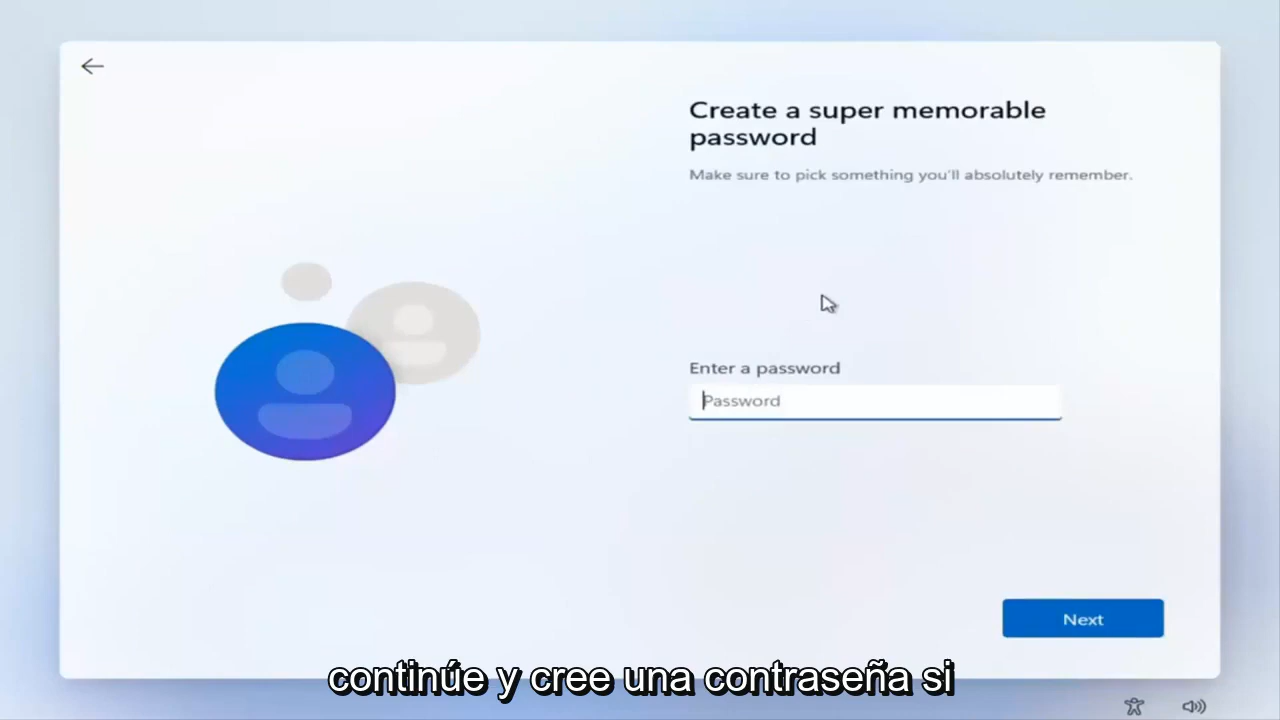 Create a super memorable
password
Make sure to pick something you'll absolutely remember.
Enter a password
Password
Next
continúe y cree una contraseña si